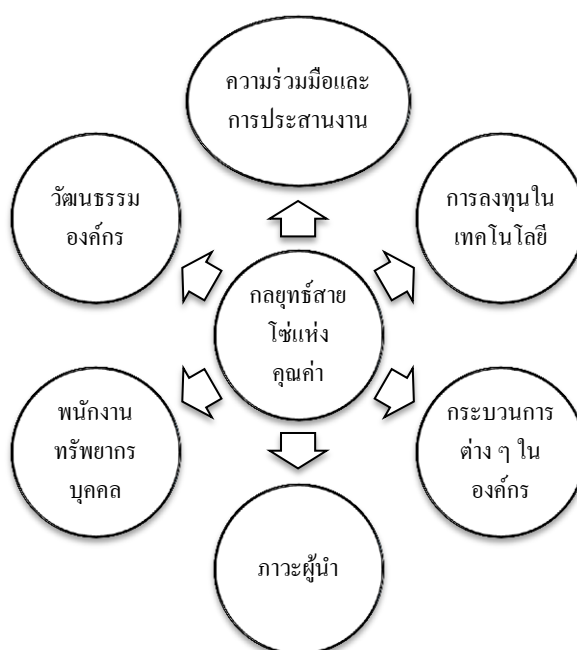 ความร่วมมือและ
การประสานงาน
วัฒนธรรม
องค์กร
การลงทุนใน
เทคโนโลยี
กลยุทธ์สาย
โซ่แห่ง
คุณค่า
พนักงาน
ทรัพยากร
บุคคล
กระบวนการ
ต่าง ๆ ใน
องค์กร
ภาวะผู้นำ